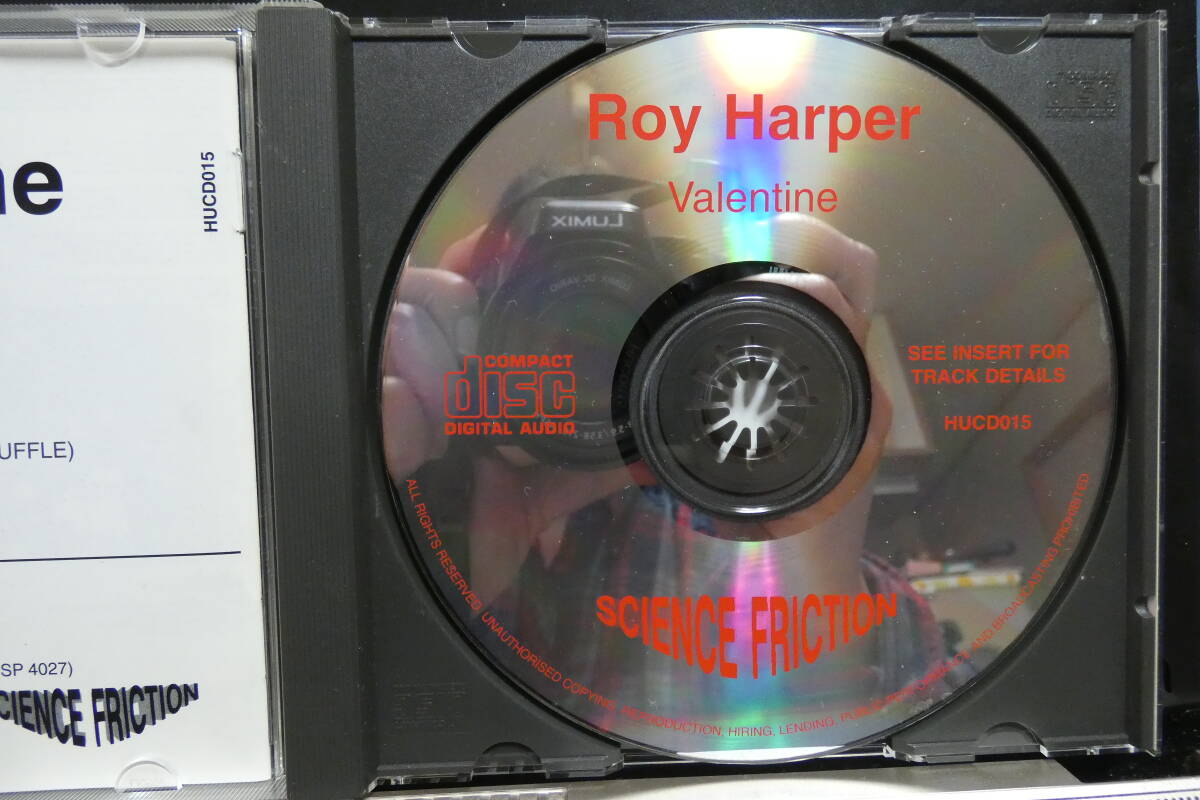 ne
HUCD015
UFFLE)
SP 4027)
CIENCE FRICTION
Roy Harper
Valentine
LUMIX
COMPACT
disc
DIGITAL AUDIO
SEE INSERT FOR
TRACK DETAILS
HUCD015
SCIENCE FRICTION
ALL RIGHTS RESERVED. UNAUTHORISED COPYING, REPRODUCTION, HIRING, LENDING, PUBLIC PERFORMANCE AND BROADCASTING PROHIBITED